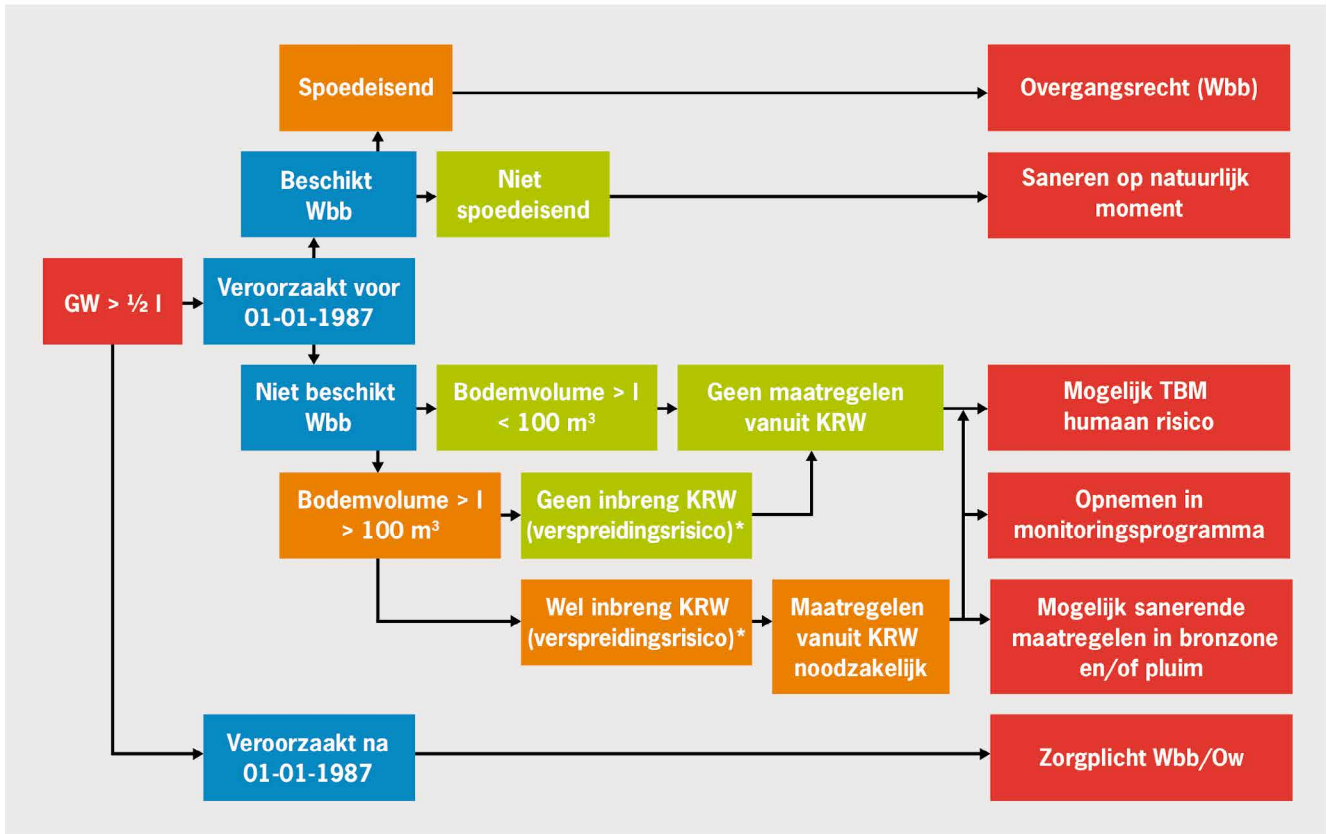 Spoedeisend
Overgangsrecht (Wbb)
Beschikt
Wbb
Niet
spoedeisend
Saneren op natuurlijk
moment
GW > ½ I
Veroorzaakt voor
01-01-1987
Niet beschikt
Wbb
Bodemvolume > I
< 100 m³
Geen maatregelen
vanuit KRW
Mogelijk TBM
humaan risico
Bodemvolume > I
> 100 m³
Geen inbreng KRW
(verspreidingsrisico)*
Opnemen in
monitoringsprogramma
Wel inbreng KRW
(verspreidingsrisico)*
Maatregelen
vanuit KRW
noodzakelijk
Mogelijk sanerende
maatregelen in bronzone
en/of pluim
Veroorzaakt na
01-01-1987
Zorgplicht Wbb/Ow